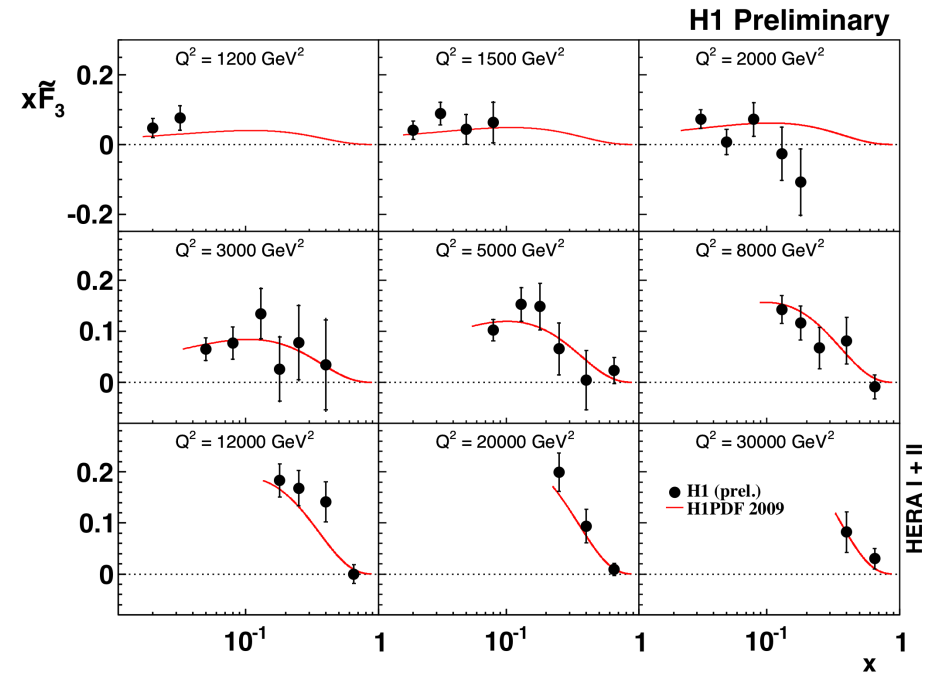 H1 Preliminary
xF̃₃
Q² = 1200 GeV²
Q² = 1500 GeV²
Q² = 2000 GeV²
0.2
0
-0.2
Q² = 3000 GeV²
Q² = 5000 GeV²
Q² = 8000 GeV²
0.2
0.1
0
Q² = 12000 GeV²
Q² = 20000 GeV²
Q² = 30000 GeV²
0.2
0.1
0
H1 (prel.)
H1PDF 2009
HERA I + II
10⁻¹ 1 10⁻¹ 1 10⁻¹ 1
x